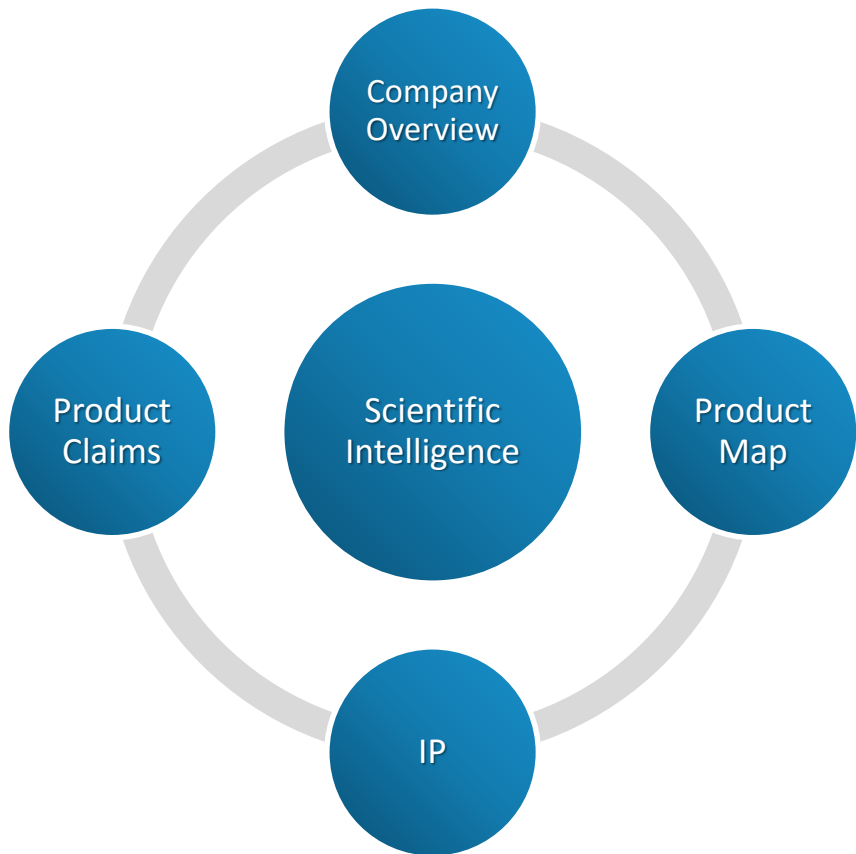 Company
Overview
Product
Claims
Scientific
Intelligence
Product
Map
IP